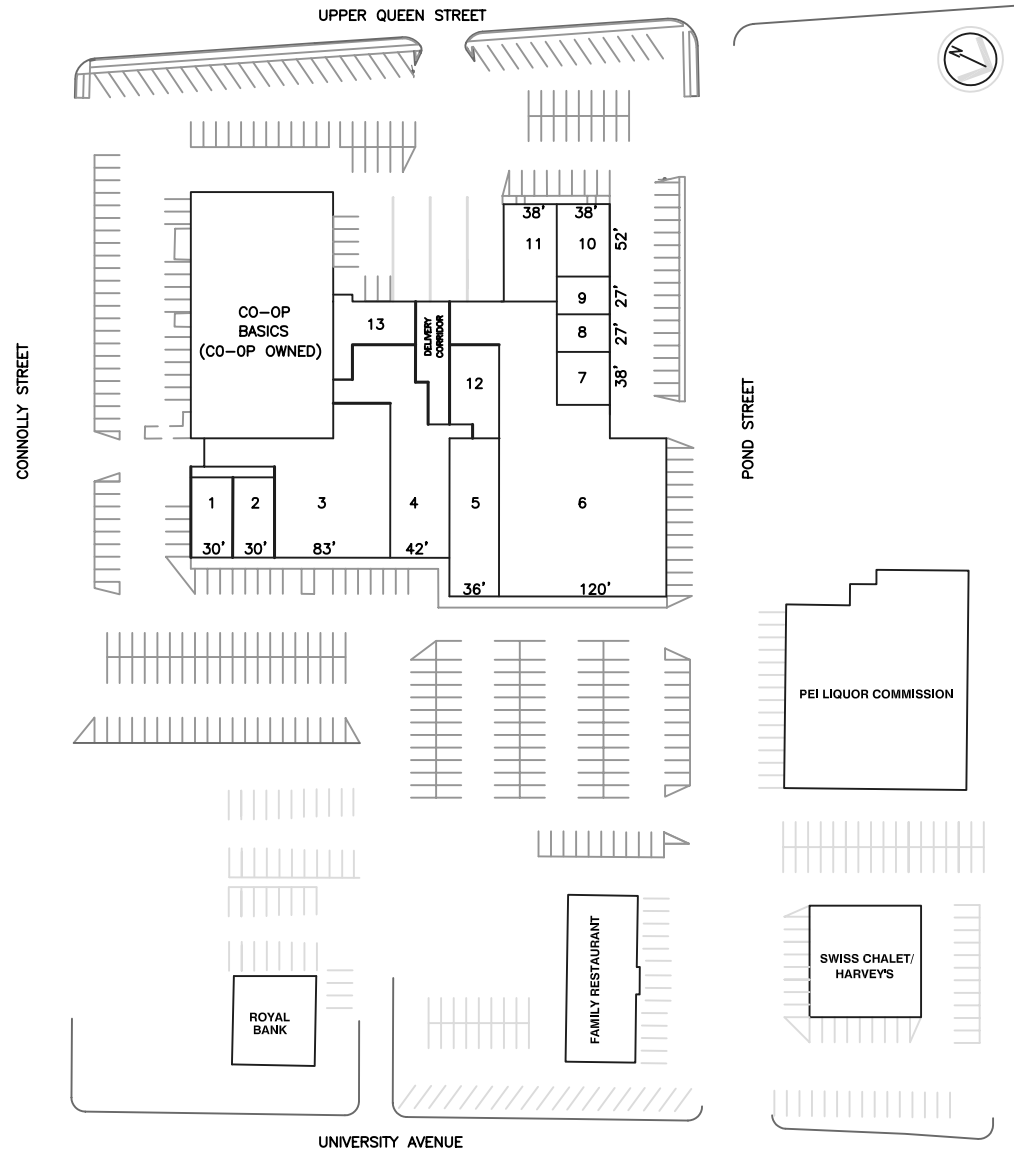 UPPER QUEEN STREET
N
38'
38'
11
10
52'
CO-OP
BASICS
(CO-OP OWNED)
13
DELIVERY
CORRIDOR
9
27'
8
27'
12
7
38'
CONNOLLY STREET
POND STREET
1
2
3
4
5
6
30'
30'
83'
42'
36'
120'
PEI LIQUOR COMMISSION
FAMILY RESTAURANT
SWISS CHALET/
HARVEY'S
ROYAL
BANK
UNIVERSITY AVENUE